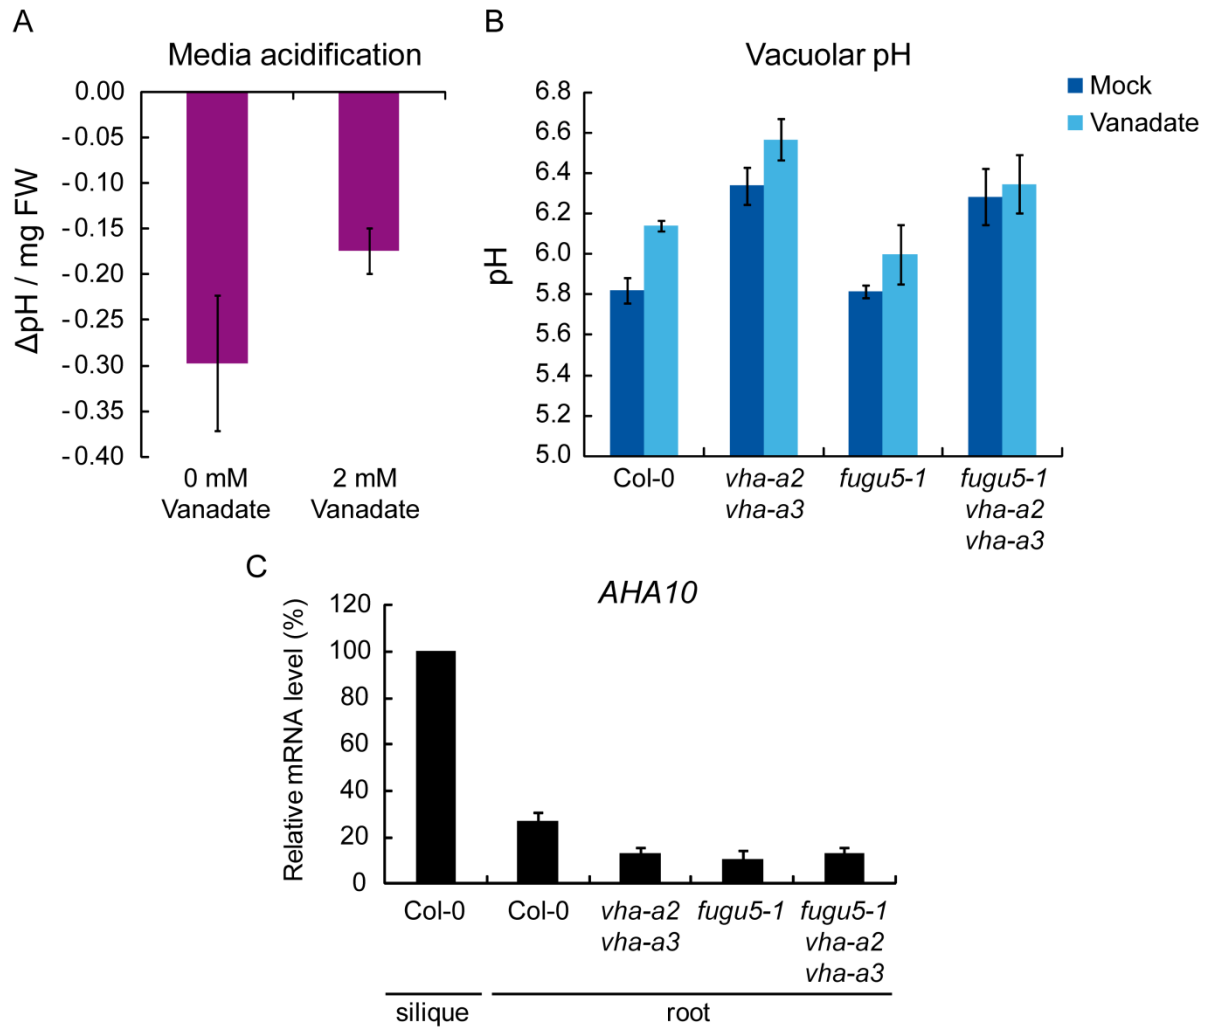 A
Media acidification
0.00
-0.05
-0.10
-0.15
-0.20
-0.25
-0.30
-0.35
-0.40
ΔpH / mg FW
0 mM
Vanadate
2 mM
Vanadate
B
Vacuolar pH
Mock
Vanadate
6.8
6.6
6.4
6.2
6.0
5.8
5.6
5.4
5.2
5.0
pH
Col-0
vha-a2
vha-a3
fugu5-1
fugu5-1
vha-a2
vha-a3
C
AHA10
120
100
80
60
40
20
0
Relative mRNA level (%)
Col-0
Col-0
vha-a2
vha-a3
fugu5-1
fugu5-1
vha-a2
vha-a3
silique
root